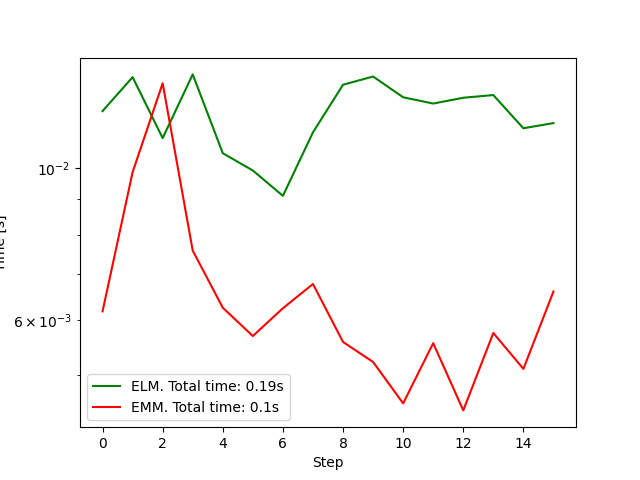 10⁻²
6 × 10⁻³
[s]
ELM. Total time: 0.19s
EMM. Total time: 0.1s
0 2 4 6 8 10 12 14
Step